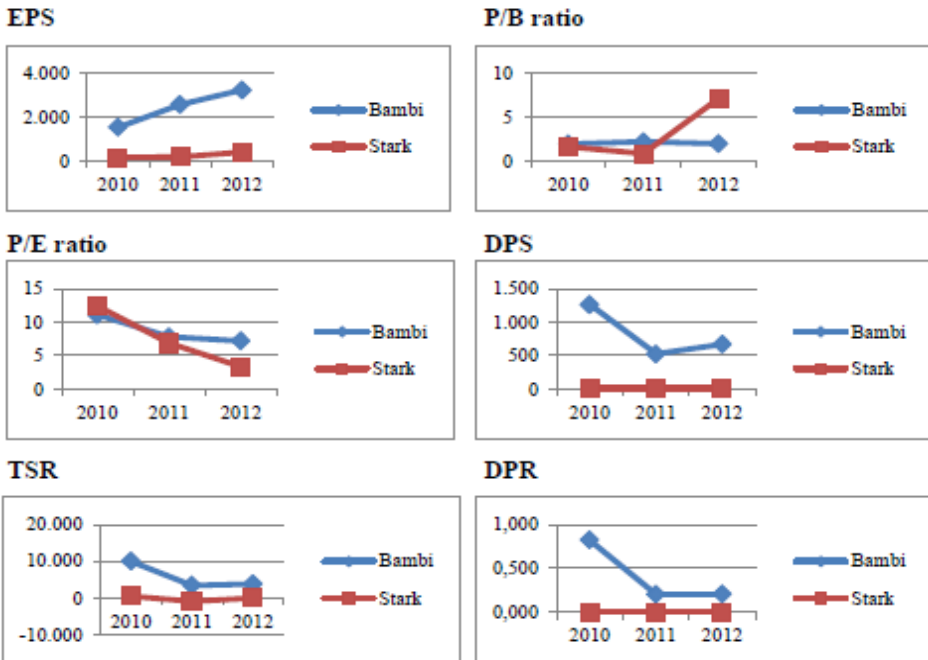 EPS
4.000
2.000
0
2010 2011 2012
Bambi
Stark
P/B ratio
10
5
0
2010 2011 2012
Bambi
Stark
P/E ratio
15
10
5
0
2010 2011 2012
Bambi
Stark
DPS
1.500
1.000
500
0
2010 2011 2012
Bambi
Stark
TSR
20.000
10.000
0
-10.000
2010 2011 2012
Bambi
Stark
DPR
1,000
0,500
0,000
2010 2011 2012
Bambi
Stark